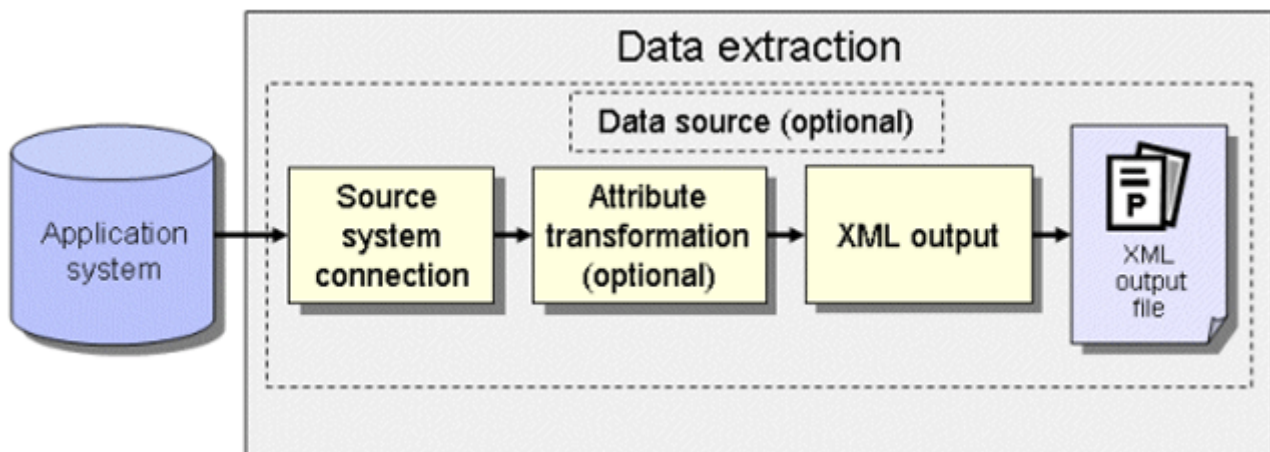 Data extraction
Data source (optional)
Application
system
Source
system
connection
Attribute
transformation
(optional)
XML output
P
XML
output
file